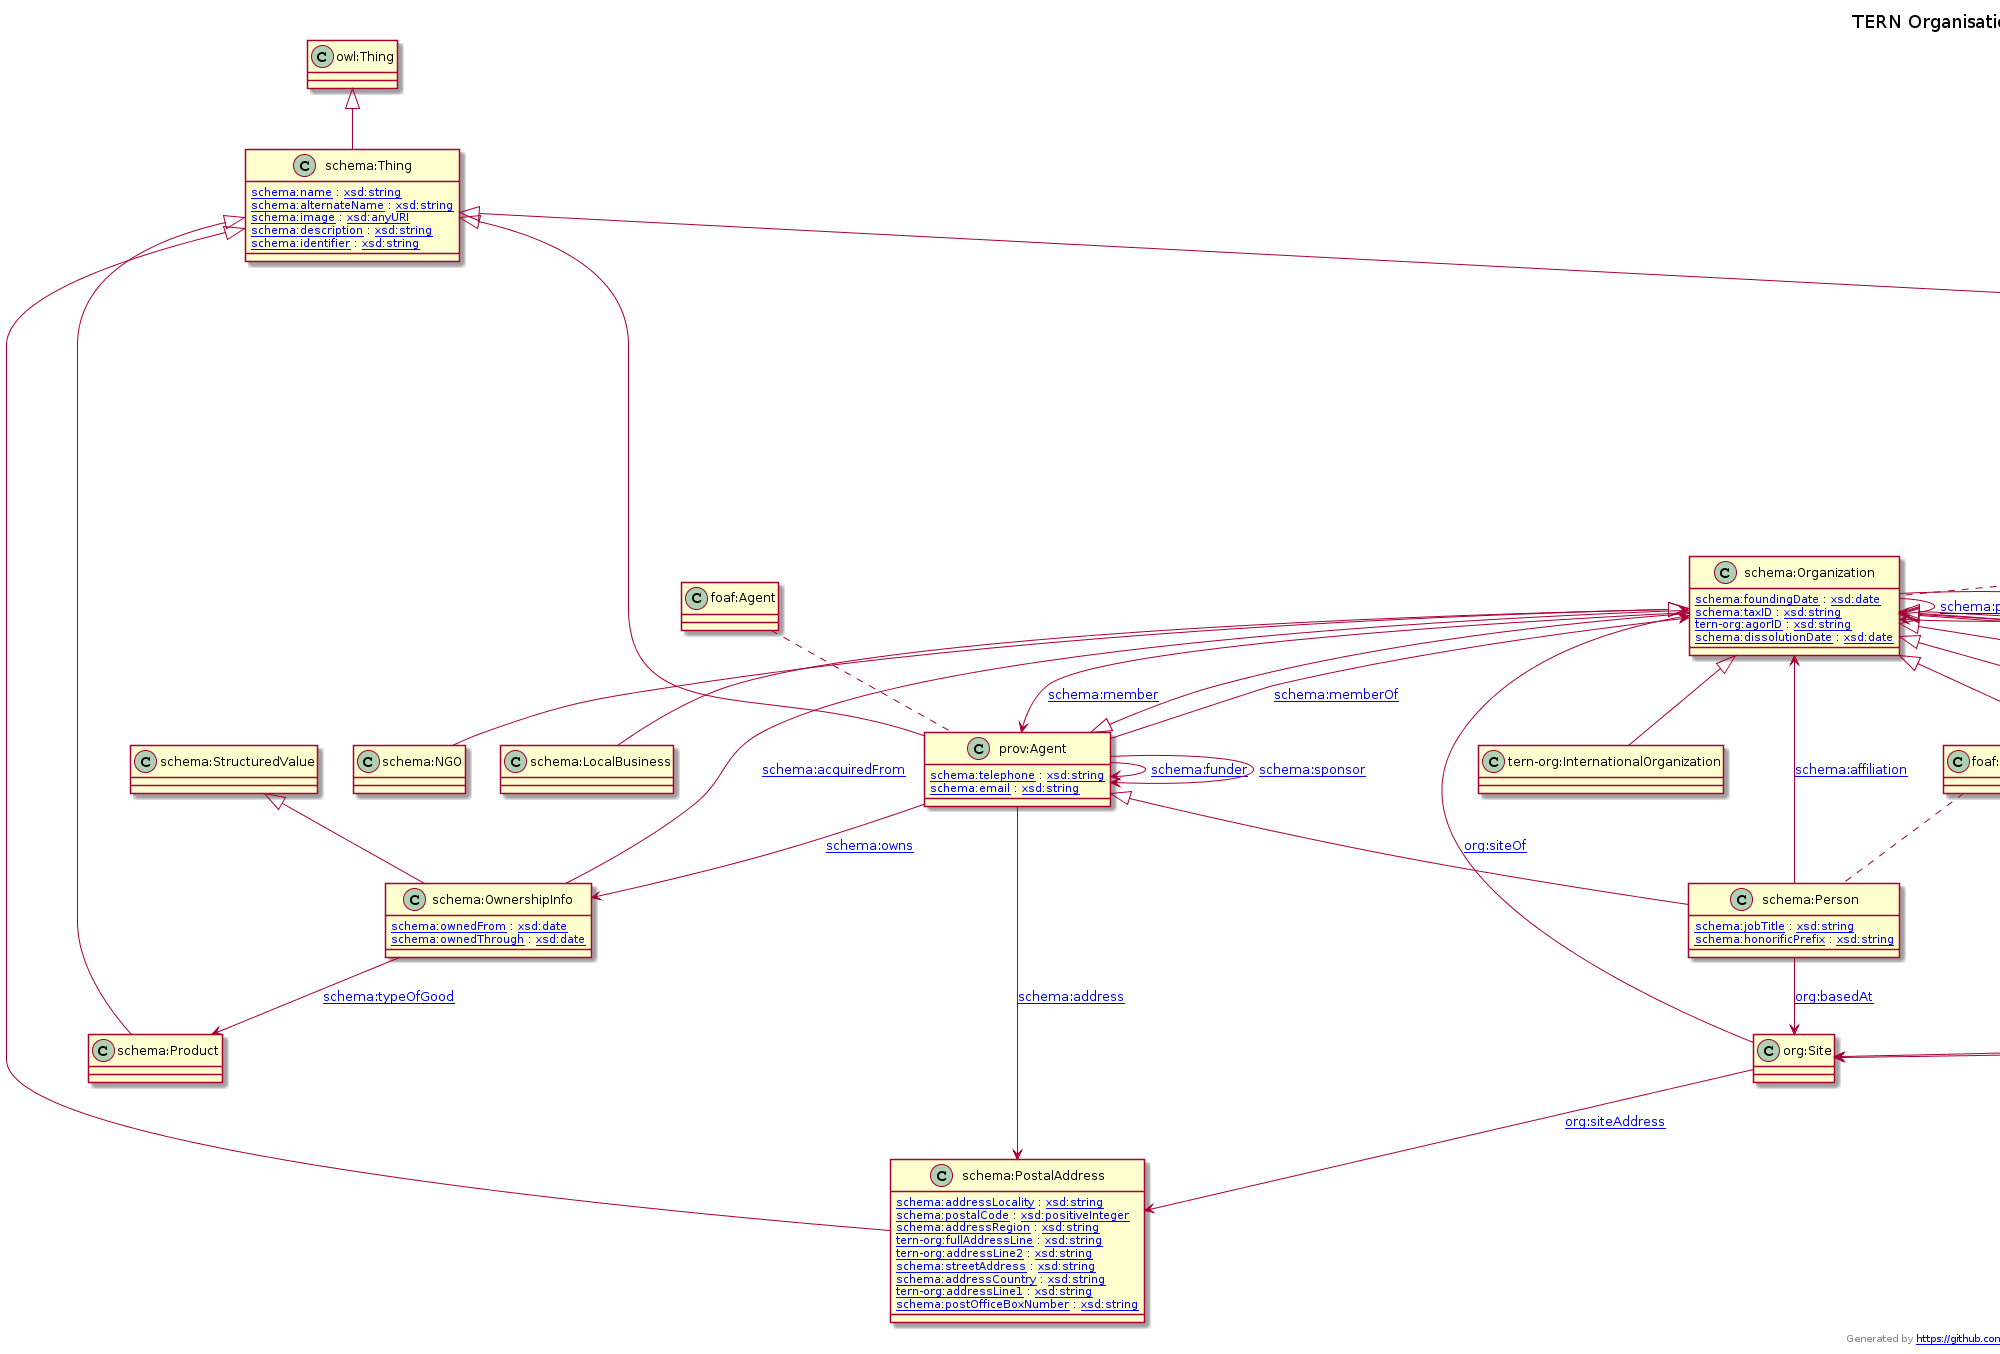 TERN Organisati
C owl:Thing
C schema:Thing
schema:name : xsd:string
schema:alternateName : xsd:string
schema:image : xsd:anyURI
schema:description : xsd:string
schema:identifier : xsd:string
C schema:Organization
schema:foundingDate : xsd:date
schema:taxID : xsd:string
tern-org:agorID : xsd:string
schema:dissolutionDate : xsd:date
schema:p
C foaf:Agent
schema:member
schema:memberOf
C schema:StructuredValue
C schema:NGO
C schema:LocalBusiness
schema:acquiredFrom
C prov:Agent
schema:telephone : xsd:string
schema:email : xsd:string
schema:funder
schema:sponsor
C tern-org:InternationalOrganization
schema:affiliation
C foaf:
schema:owns
org:siteOf
C schema:OwnershipInfo
schema:ownedFrom : xsd:date
schema:ownedThrough : xsd:date
C schema:Person
schema:jobTitle : xsd:string
schema:honorificPrefix : xsd:string
schema:typeOfGood
schema:address
org:basedAt
C schema:Product
C org:Site
org:siteAddress
C schema:PostalAddress
schema:addressLocality : xsd:string
schema:postalCode : xsd:positiveInteger
schema:addressRegion : xsd:string
tern-org:fullAddressLine : xsd:string
tern-org:addressLine2 : xsd:string
schema:streetAddress : xsd:string
schema:addressCountry : xsd:string
tern-org:addressLine1 : xsd:string
schema:postOfficeBoxNumber : xsd:string
Generated by https://github.con